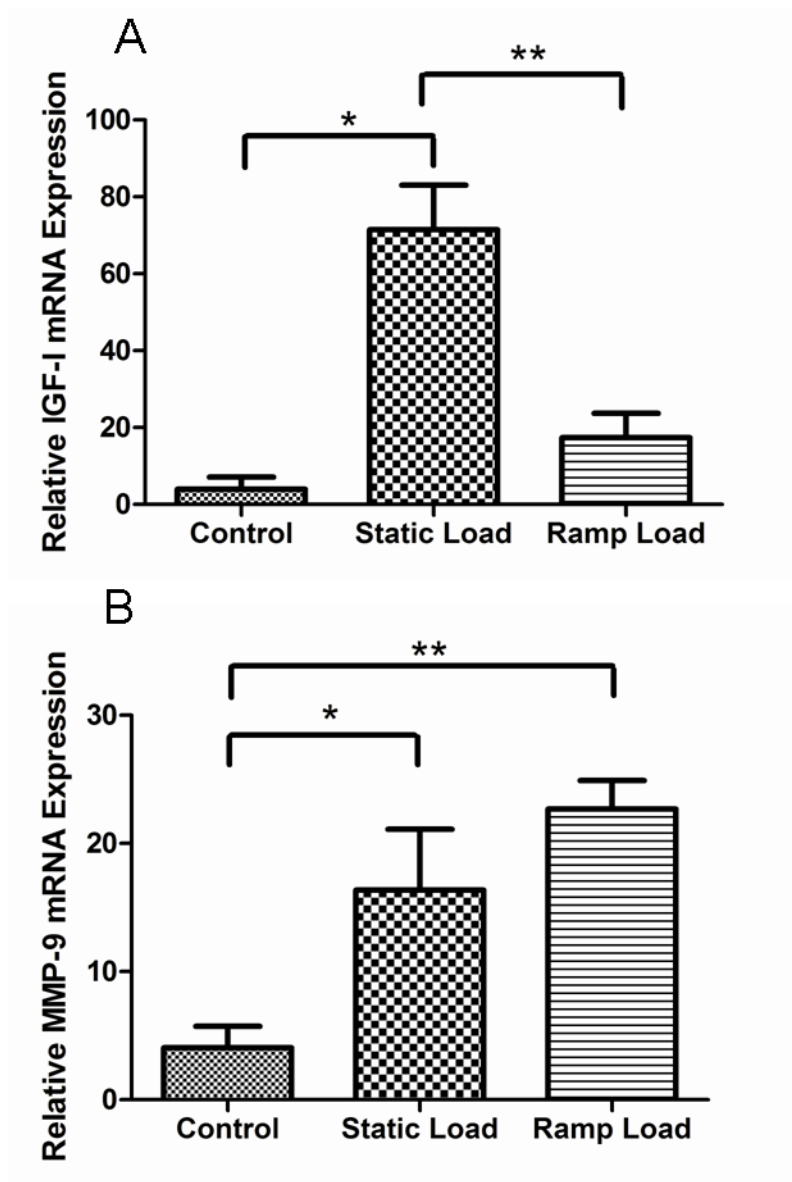 A
Relative IGF-I mRNA Expression
**
*
100
80
60
40
20
0
Control Static Load Ramp Load
B
Relative MMP-9 mRNA Expression
**
*
30
20
10
0
Control Static Load Ramp Load